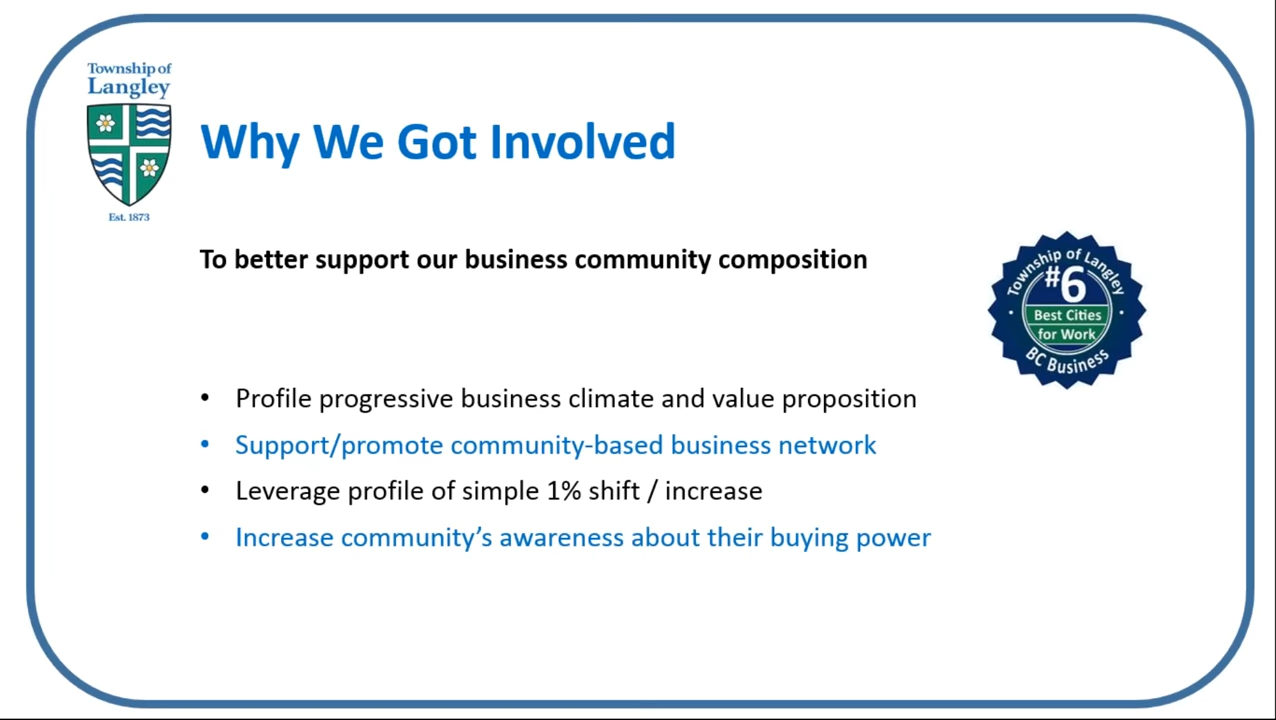 Township of
Langley
Est. 1873
Why We Got Involved
To better support our business community composition
Township of Langley
#6
Best Cities
for Work
BC Business
• Profile progressive business climate and value proposition
• Support/promote community-based business network
• Leverage profile of simple 1% shift / increase
• Increase community’s awareness about their buying power